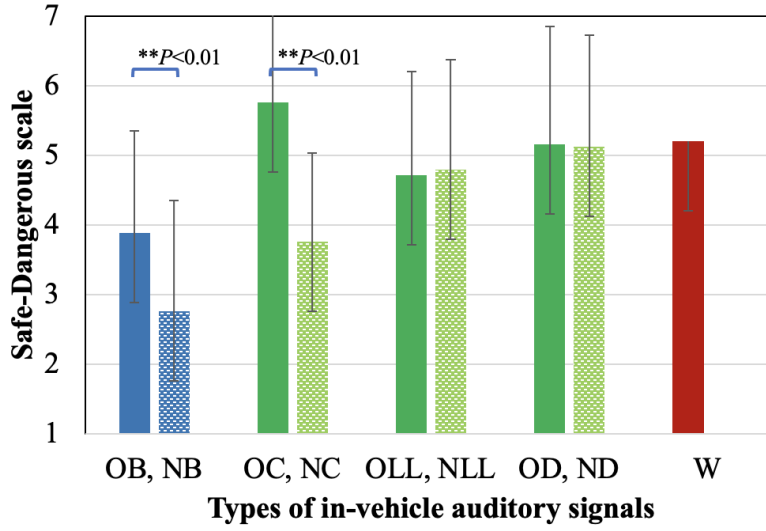 7
**P<0.01 **P<0.01
6
5
4
3
2
1
Safe-Dangerous scale
OB, NB OC, NC OLL, NLL OD, ND W
Types of in-vehicle auditory signals